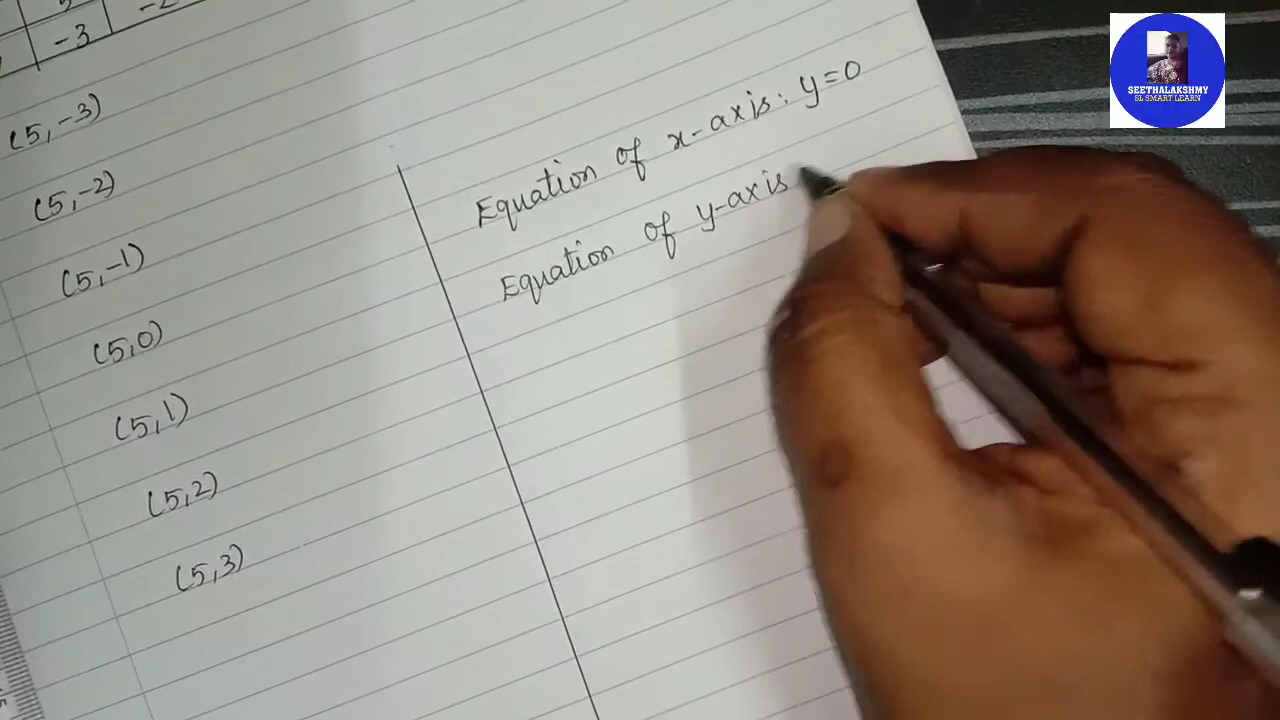 -3 -2
(5,-3)
(5,-2)
(5,-1)
(5,0)
(5,1)
(5,2)
(5,3)
Equation of x-axis: y=0
Equation of y-axis
SEETHALAKSHMY
SL SMART LEARN